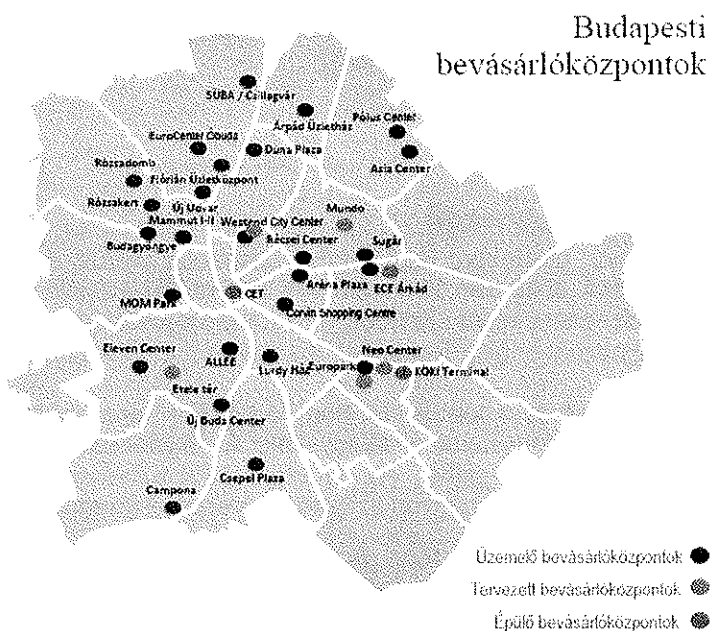 Budapesti
bevásárlóközpontok
SUBA / Csillagvár
Árpád Üzletház
Pólus Center
EuroCenter Óbuda
Duna Plaza
Asia Center
Rózsadomb
Flórián Üzletközpont
Rózsakert
Új Udvar
Mammut I-II
Westend City Center
Mundo
Budagyöngye
Rácsei Center
Sugár
Aréna Plaza
ECE Árkád
MOM Park
CET
Corvin Shopping Centre
Eleven Center
ALLEE
Lurdy Ház
Europark
Neo Center
KÖKI Terminal
Etele tér
Új Buda Center
Csepel Plaza
Campona
Üzemelő bevásárlóközpontok
Tervezett bevásárlóközpontok
Épülő bevásárlóközpontok